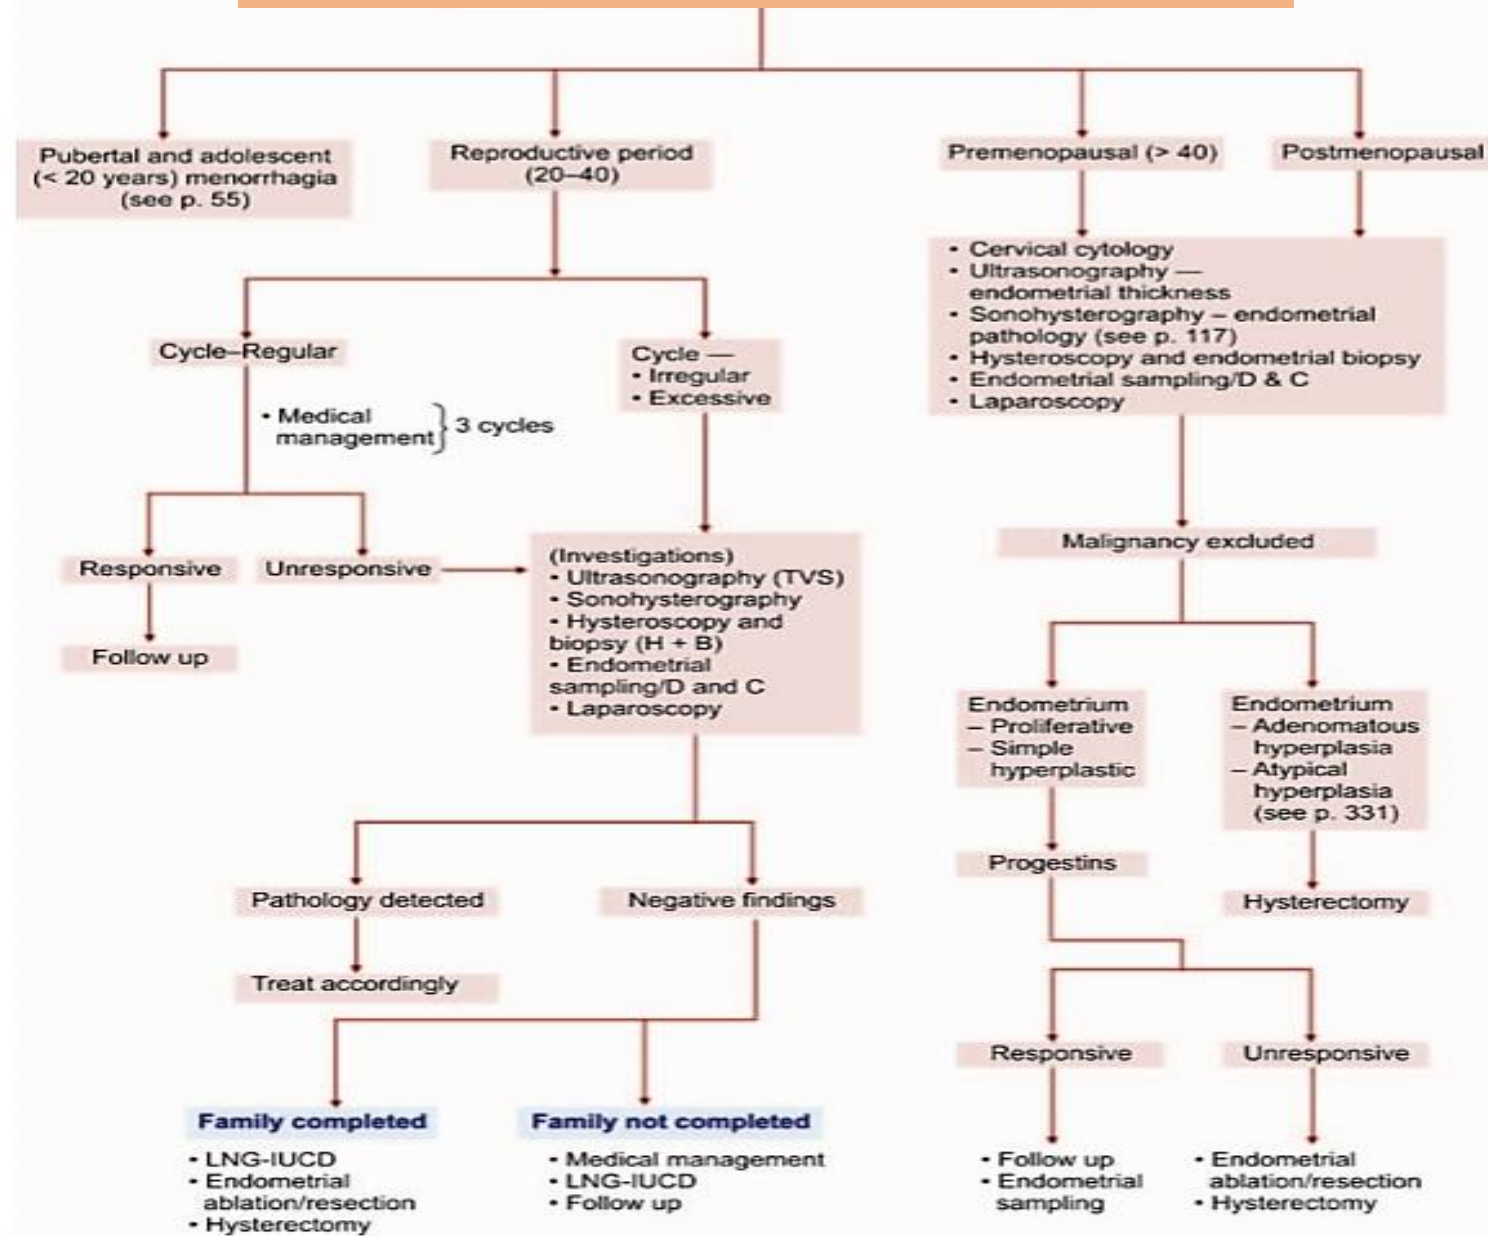 Pubertal and adolescent
(< 20 years) menorrhagia
(see p. 55)
Reproductive period
(20–40)
Premenopausal (> 40)
Postmenopausal
• Cervical cytology
• Ultrasonography —
endometrial thickness
• Sonohysterography – endometrial
pathology (see p. 117)
• Hysteroscopy and endometrial biopsy
• Endometrial sampling/D & C
• Laparoscopy
Cycle–Regular
Cycle —
• Irregular
• Excessive
• Medical
management
3 cycles
Responsive
Unresponsive
Follow up
(Investigations)
• Ultrasonography (TVS)
• Sonohysterography
• Hysteroscopy and
biopsy (H + B)
• Endometrial
sampling/D and C
• Laparoscopy
Malignancy excluded
Endometrium
– Proliferative
– Simple
hyperplastic
Endometrium
– Adenomatous
hyperplasia
– Atypical
hyperplasia
(see p. 331)
Progestins
Hysterectomy
Pathology detected
Negative findings
Treat accordingly
Responsive
Unresponsive
Family completed
• LNG-IUCD
• Endometrial
ablation/resection
• Hysterectomy
Family not completed
• Medical management
• LNG-IUCD
• Follow up
• Follow up
• Endometrial
sampling
• Endometrial
ablation/resection
• Hysterectomy